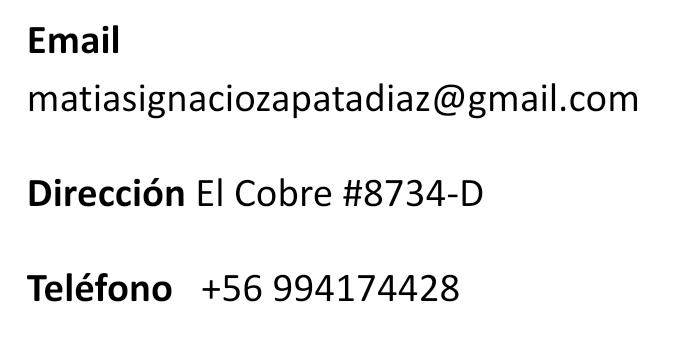 Email
matiasignaciozapatadiaz@gmail.com
Dirección El Cobre #8734-D
Teléfono +56 994174428